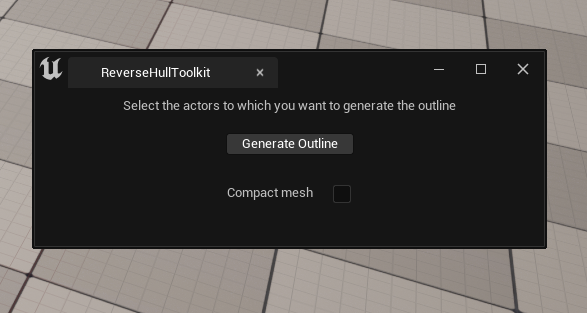 ReverseHullToolkit
Select the actors to which you want to generate the outline
Generate Outline
Compact mesh